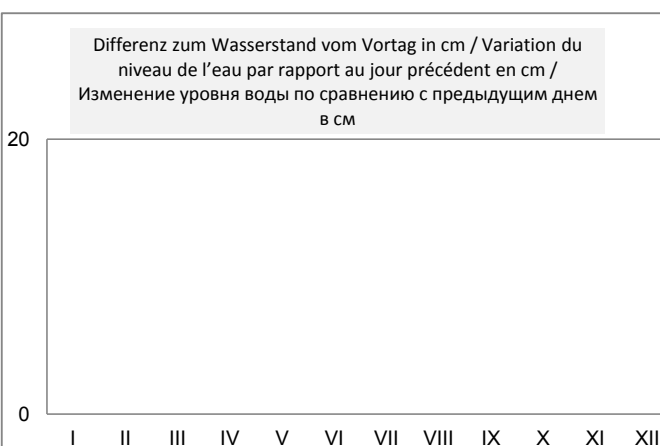 Differenz zum Wasserstand vom Vortag in cm / Variation du
niveau de l'eau par rapport au jour précédent en cm /
Изменение уровня воды по сравнению с предыдущим днем
в см
20
0
I II III IV V VI VII VIII IX X XI XII